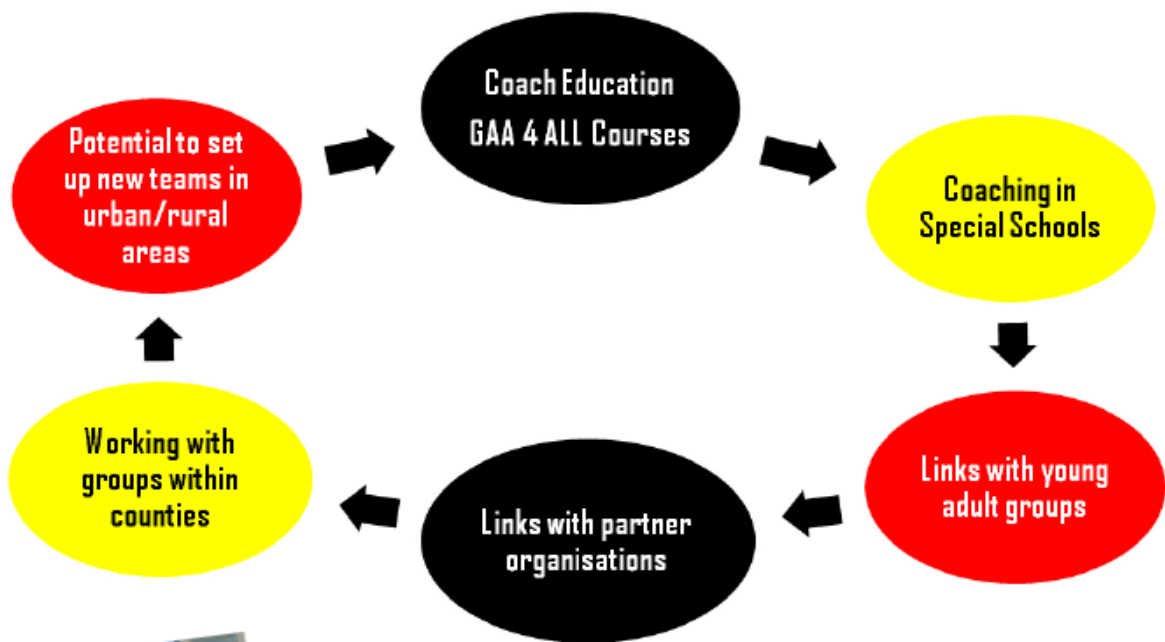 Coach Education
GAA 4 ALL Courses
Coaching in
Special Schools
Links with young
adult groups
Links with partner
organisations
Working with
groups within
counties
Potential to set
up new teams in
urban/rural
areas